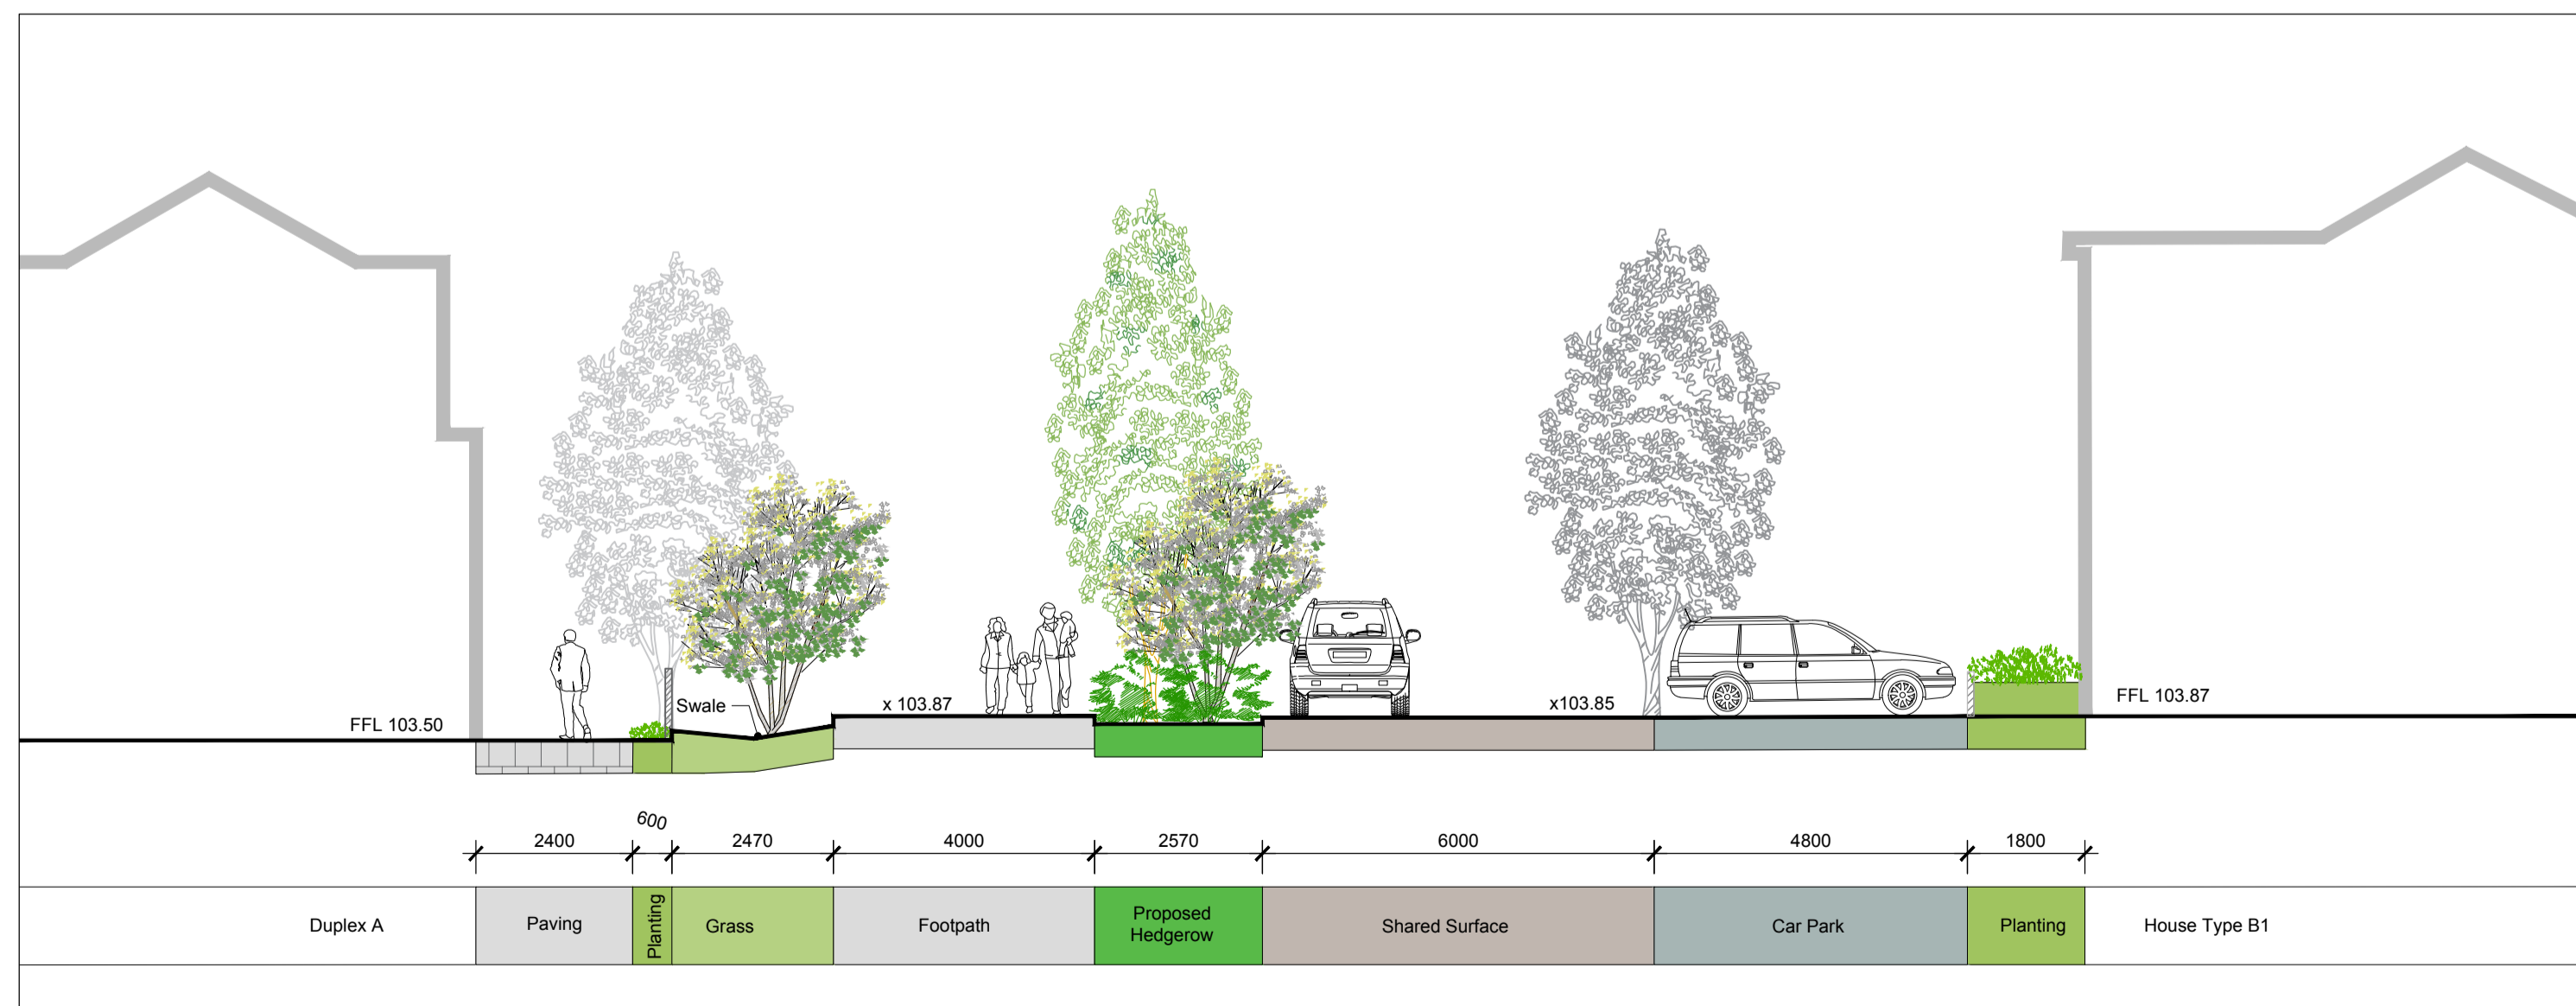 Swale
x 103.87
x103.85
FFL 103.87
FFL 103.50
600
2400
2470
4000
2570
6000
4800
1800
Duplex A
Paving
Planting
Grass
Footpath
Proposed
Hedgerow
Shared Surface
Car Park
Planting
House Type B1